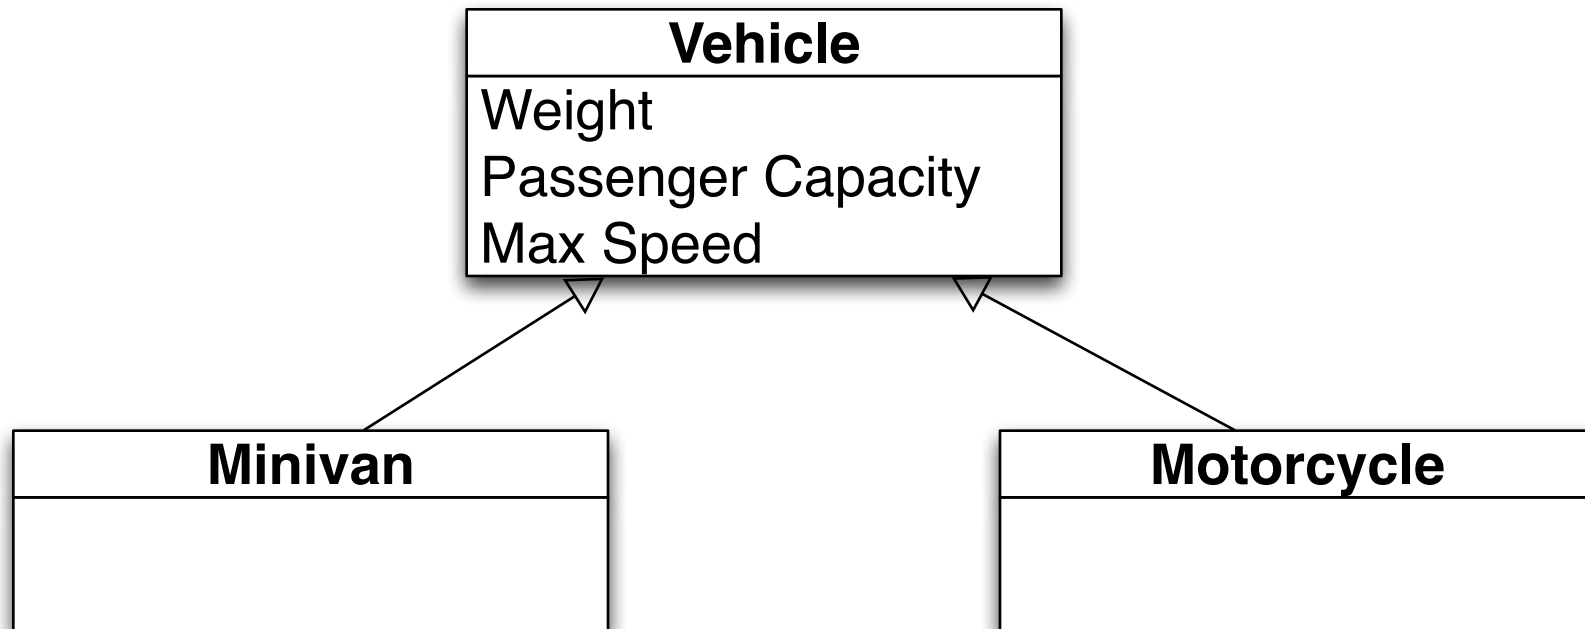 Vehicle
Weight
Passenger Capacity
Max Speed
Minivan
Motorcycle